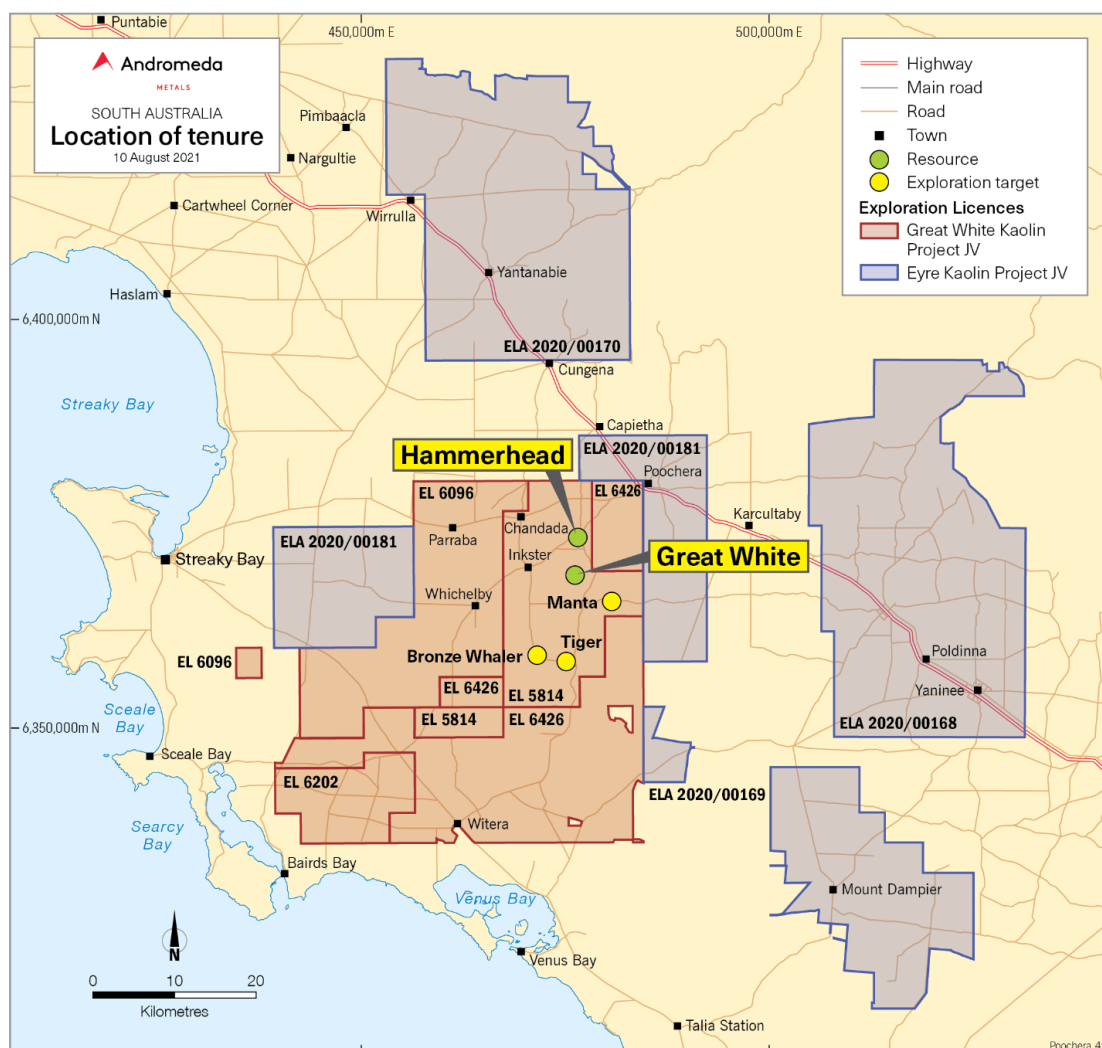 Puntabie
450,000m E
500,000m E
Andromeda
METALS
SOUTH AUSTRALIA
Location of tenure
10 August 2021
Highway
Main road
Road
Town
Resource
Exploration target
Exploration Licences
Great White Kaolin
Project JV
Eyre Kaolin Project JV
Pimbaacla
Nargultie
Cartwheel Corner
Wirrulla
Yantanabie
Haslam
6,400,000m N
ELA 2020/00170
Cungena
Streaky Bay
Capietha
Hammerhead
ELA 2020/00181
Poochera
EL 6096
EL 6426
Karcultaby
Chandada
Parraba
ELA 2020/00181
Inkster
Streaky Bay
Great White
Whichelby
Manta
Tiger
Bronze Whaler
EL 6096
Poldinna
EL 6426
EL 5814
Yaninee
Sceale
Bay
6,350,000m N
EL 5814
EL 6426
ELA 2020/00168
Sceale Bay
EL 6202
ELA 2020/00169
Searcy
Bay
Witera
Bairds Bay
Mount Dampier
Venus Bay
N
Venus Bay
0
10
20
Kilometres
Talia Station